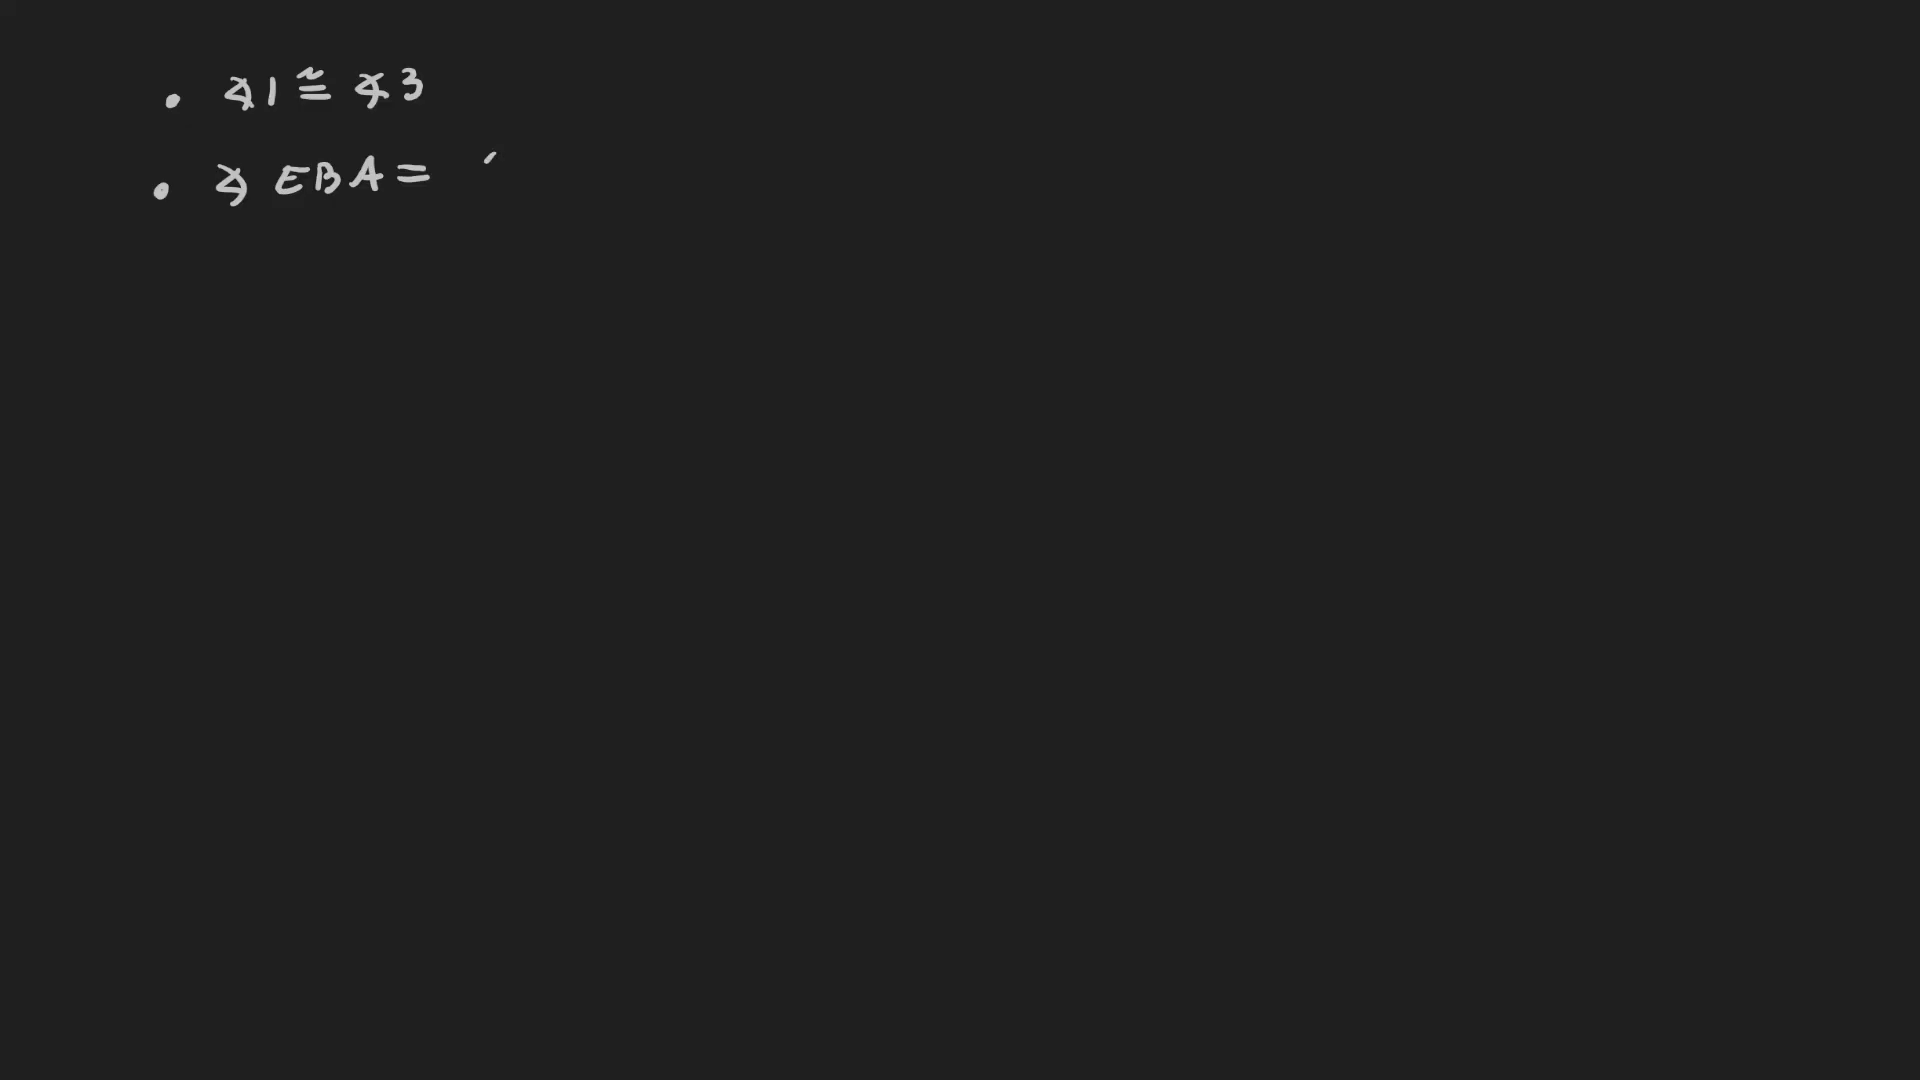 • ∢1 ≅ ∢3
• ∢EBA =